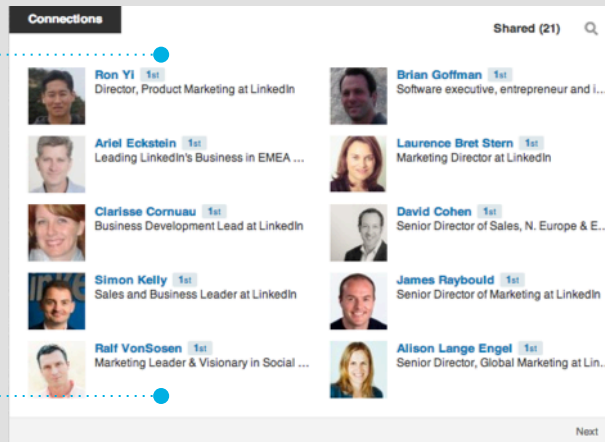 Connections
Shared (21)
Ron Yi 1st
Director, Product Marketing at LinkedIn
Brian Goffman 1st
Software executive, entrepreneur and i...
Ariel Eckstein 1st
Leading LinkedIn's Business in EMEA ...
Laurence Bret Stern 1st
Marketing Director at LinkedIn
Clarisse Cornuau 1st
Business Development Lead at LinkedIn
David Cohen 1st
Senior Director of Sales, N. Europe & E...
Simon Kelly 1st
Sales and Business Leader at LinkedIn
James Raybould 1st
Senior Director of Marketing at LinkedIn
Ralf VonSosen 1st
Marketing Leader & Visionary in Social ...
Alison Lange Engel 1st
Senior Director, Global Marketing at Lin...
Next